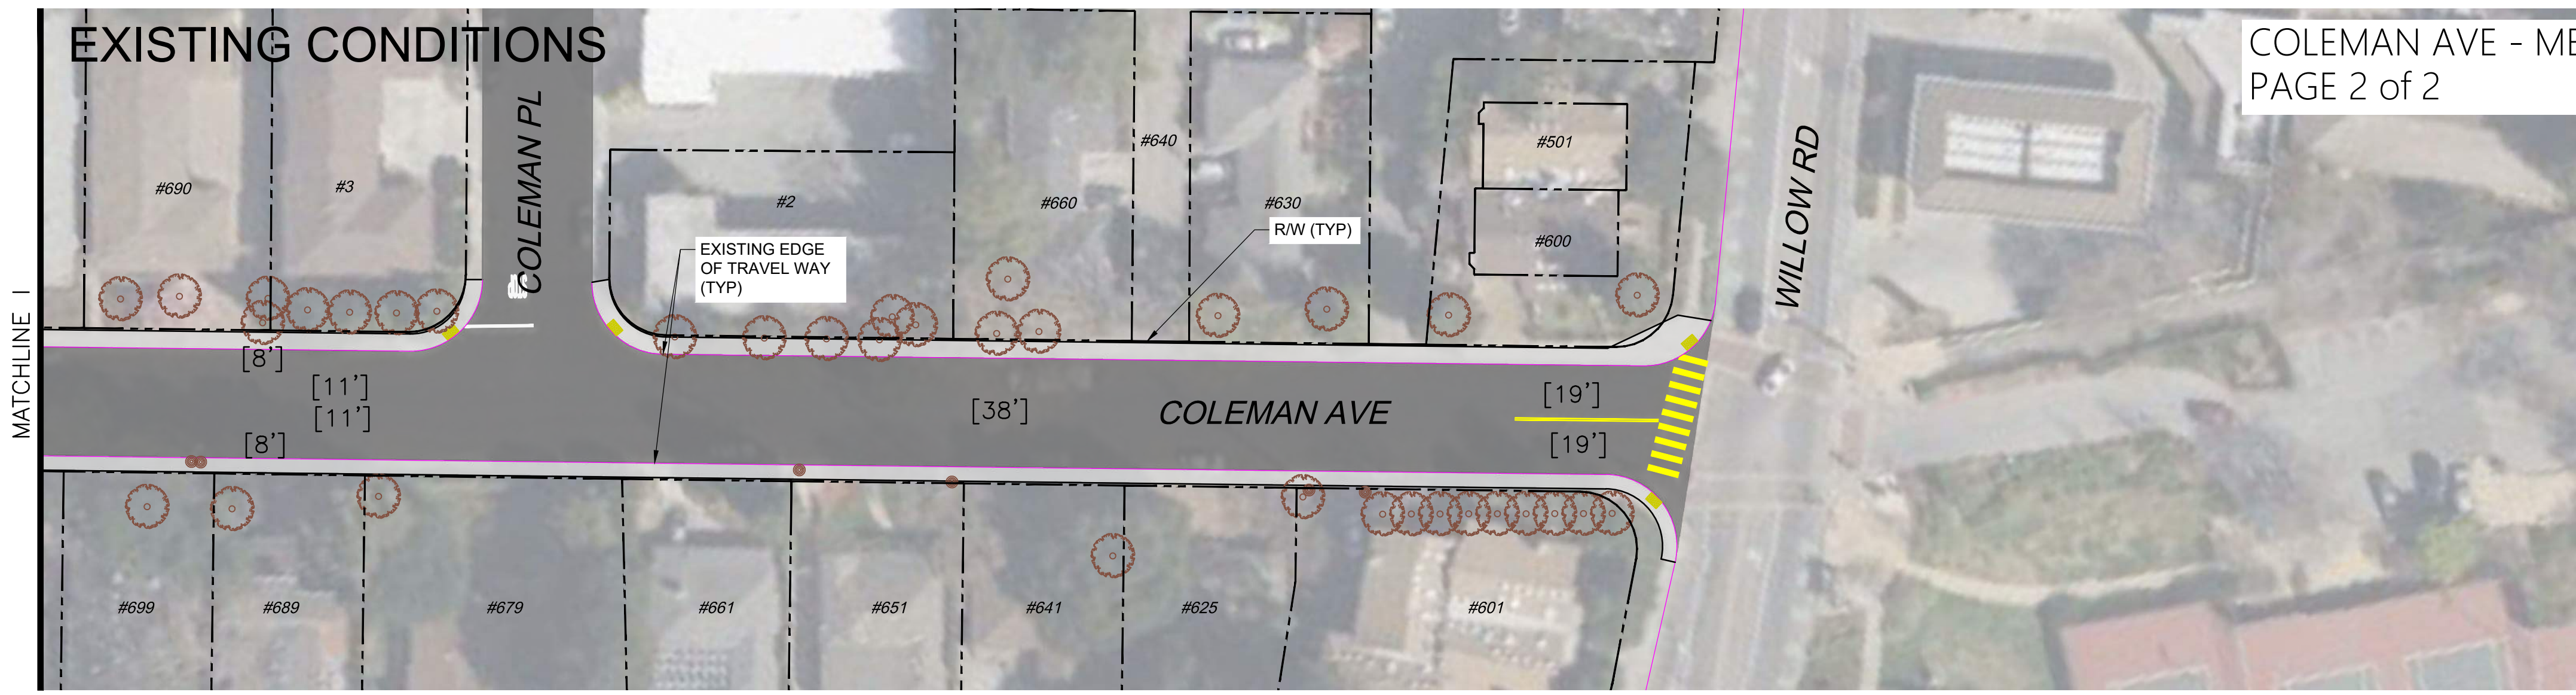 EXISTING CONDITIONS
COLEMAN AVE - ME
PAGE 2 of 2
COLEMAN PL
WILLOW RD
#690
#3
#2
#660
#640
#630
#501
#600
EXISTING EDGE
OF TRAVEL WAY
(TYP)
R/W (TYP)
MATCHLINE I
[8']
[11']
[11']
[8']
[38']
COLEMAN AVE
[19']
[19']
#699
#689
#679
#661
#651
#641
#625
#601